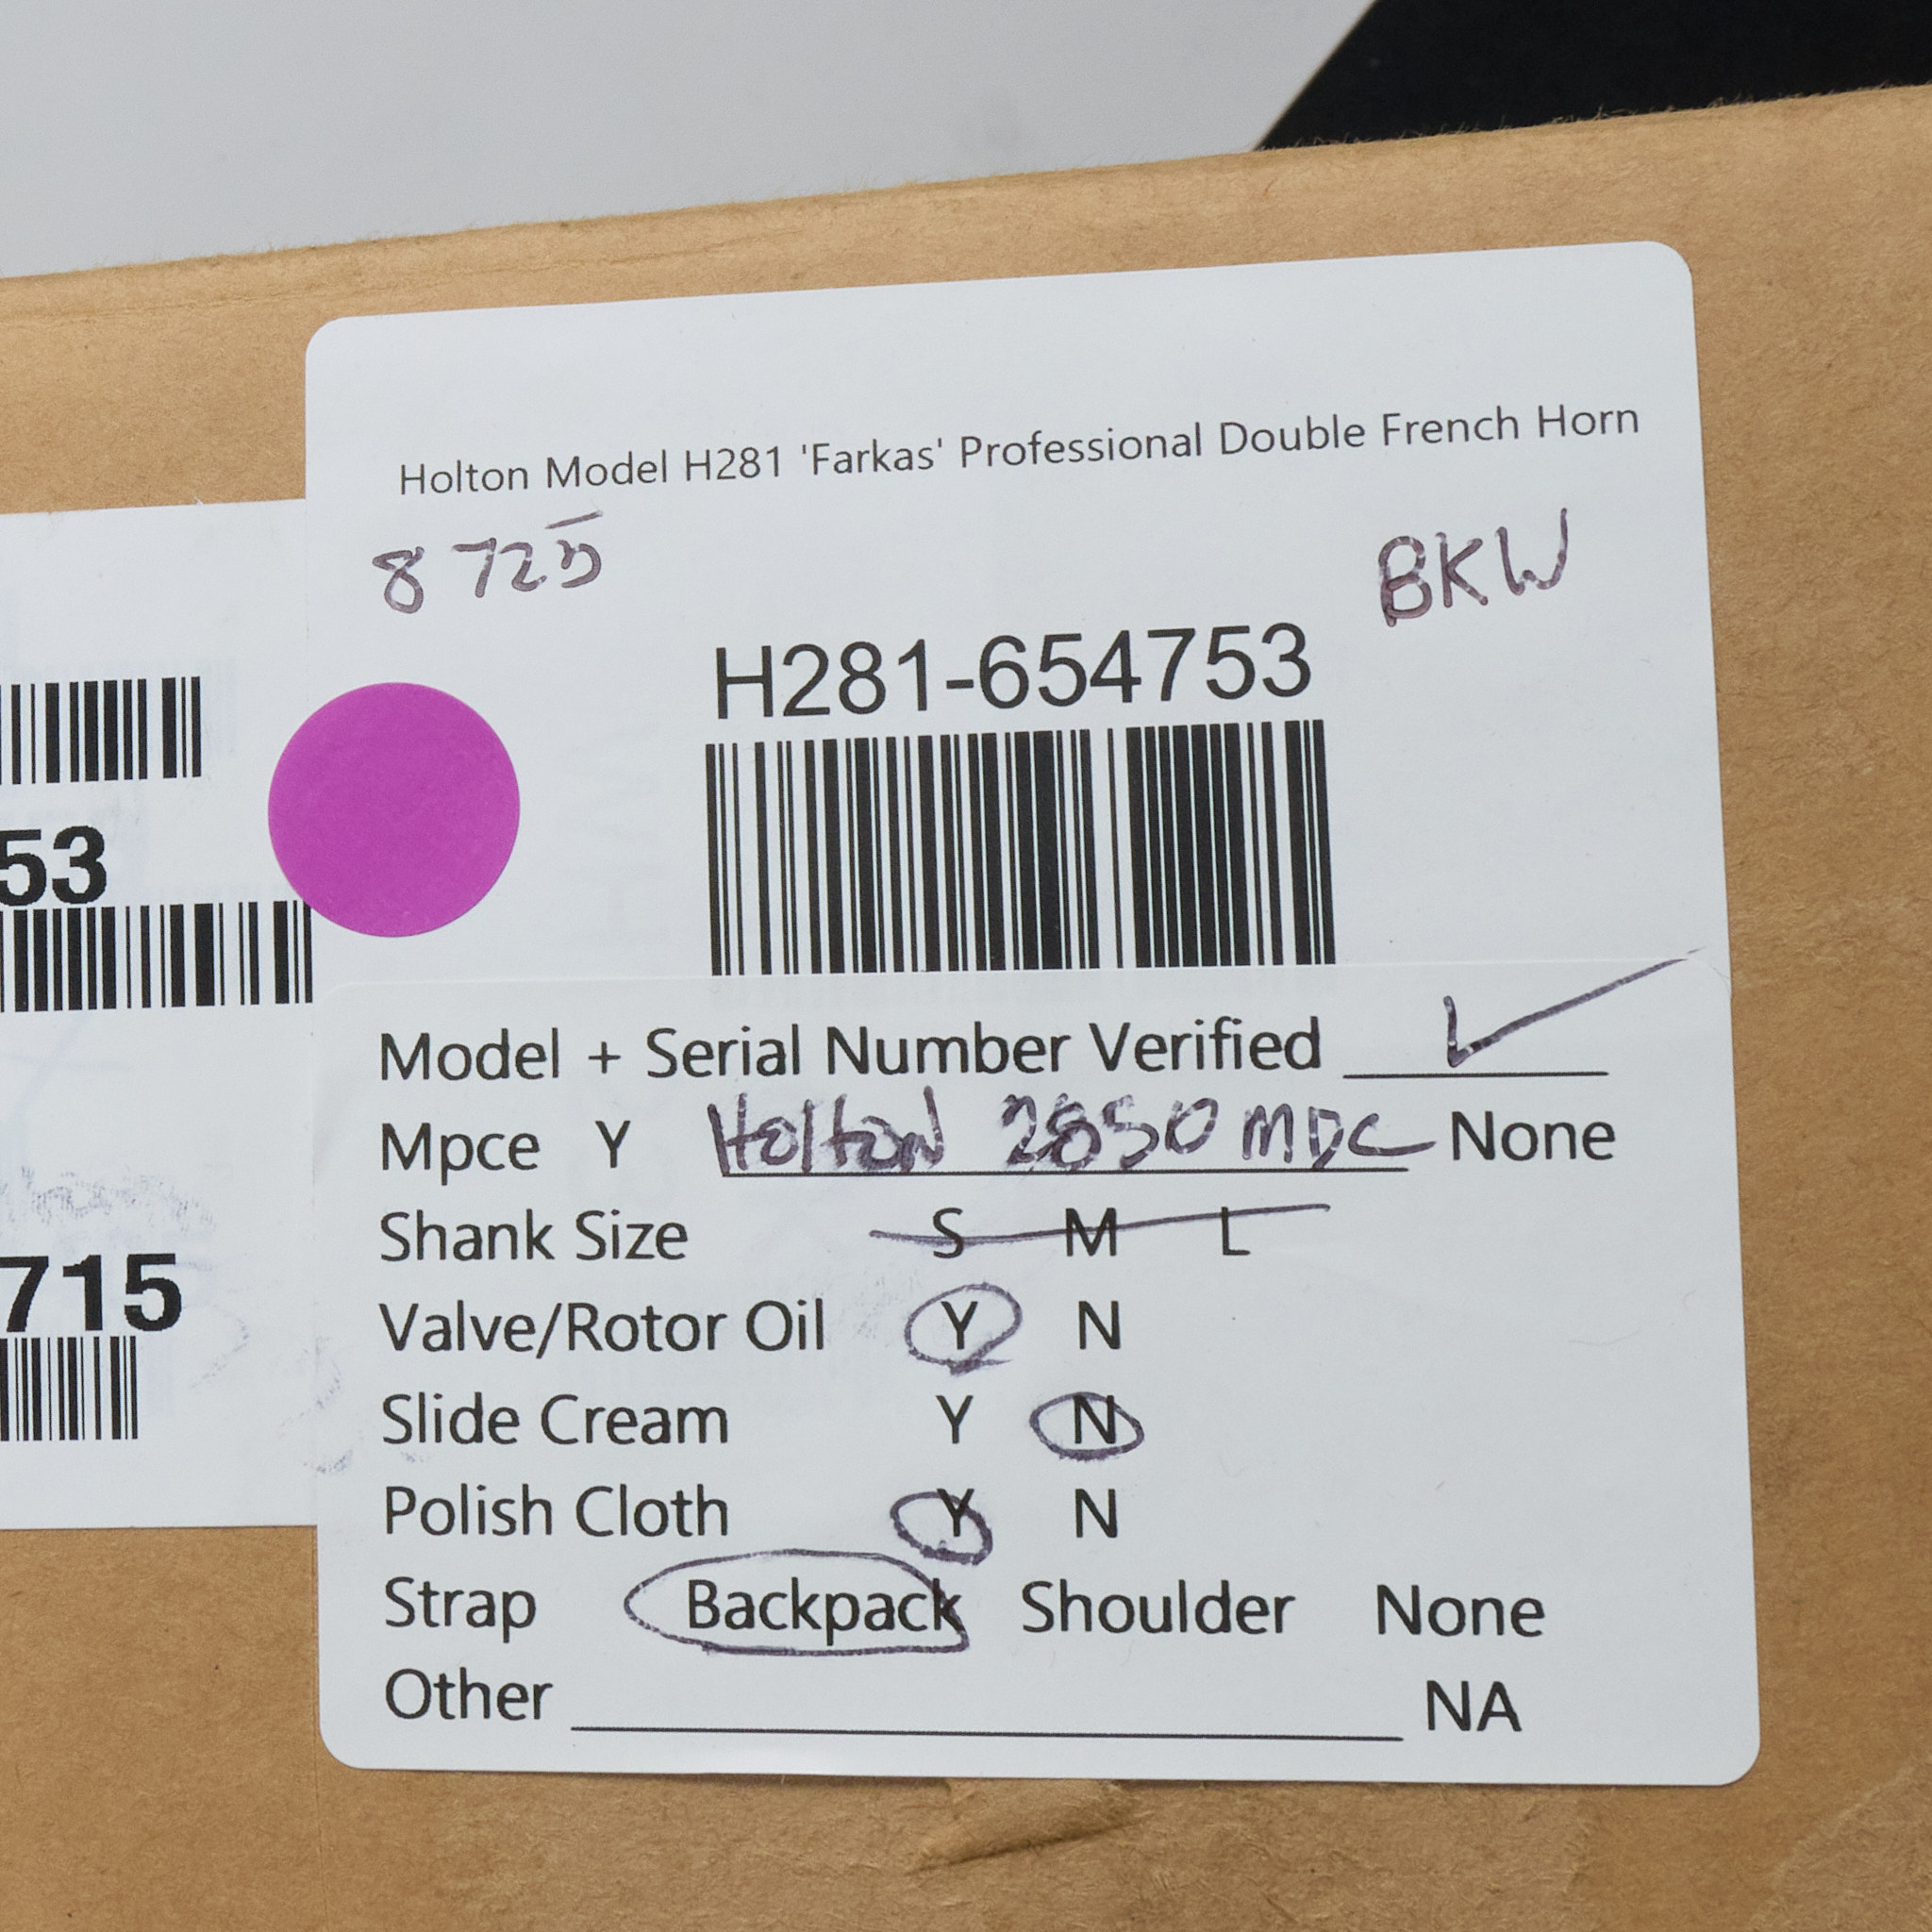 Holton Model H281 'Farkas' Professional Double French Horn
8725 BKW
H281-654753
53
715
Model + Serial Number Verified ✓
Mpce Y Holton 2850 MDC None
Shank Size S M L
Valve/Rotor Oil Y N
Slide Cream Y N
Polish Cloth Y N
Strap Backpack Shoulder None
Other NA